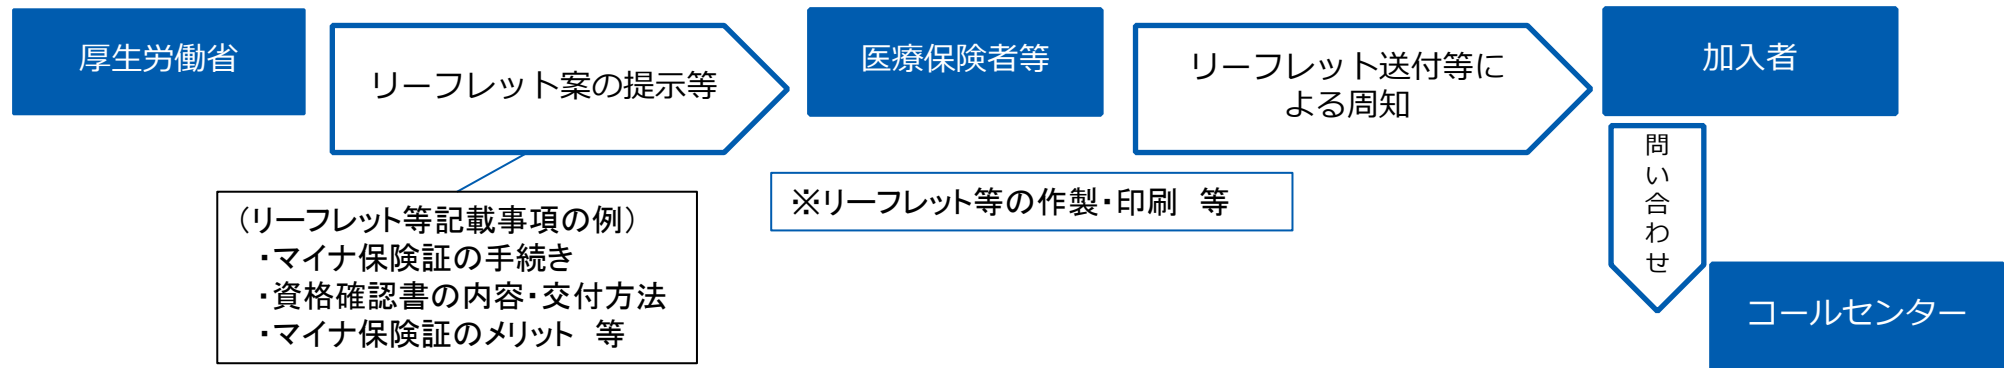 厚生労働省
リーフレット案の提示等
医療保険者等
リーフレット送付等に
よる周知
加入者
(リーフレット等記載事項の例)
・マイナ保険証の手続き
・資格確認書の内容・交付方法
・マイナ保険証のメリット 等
※リーフレット等の作製・印刷 等
問い合わせ
コールセンター